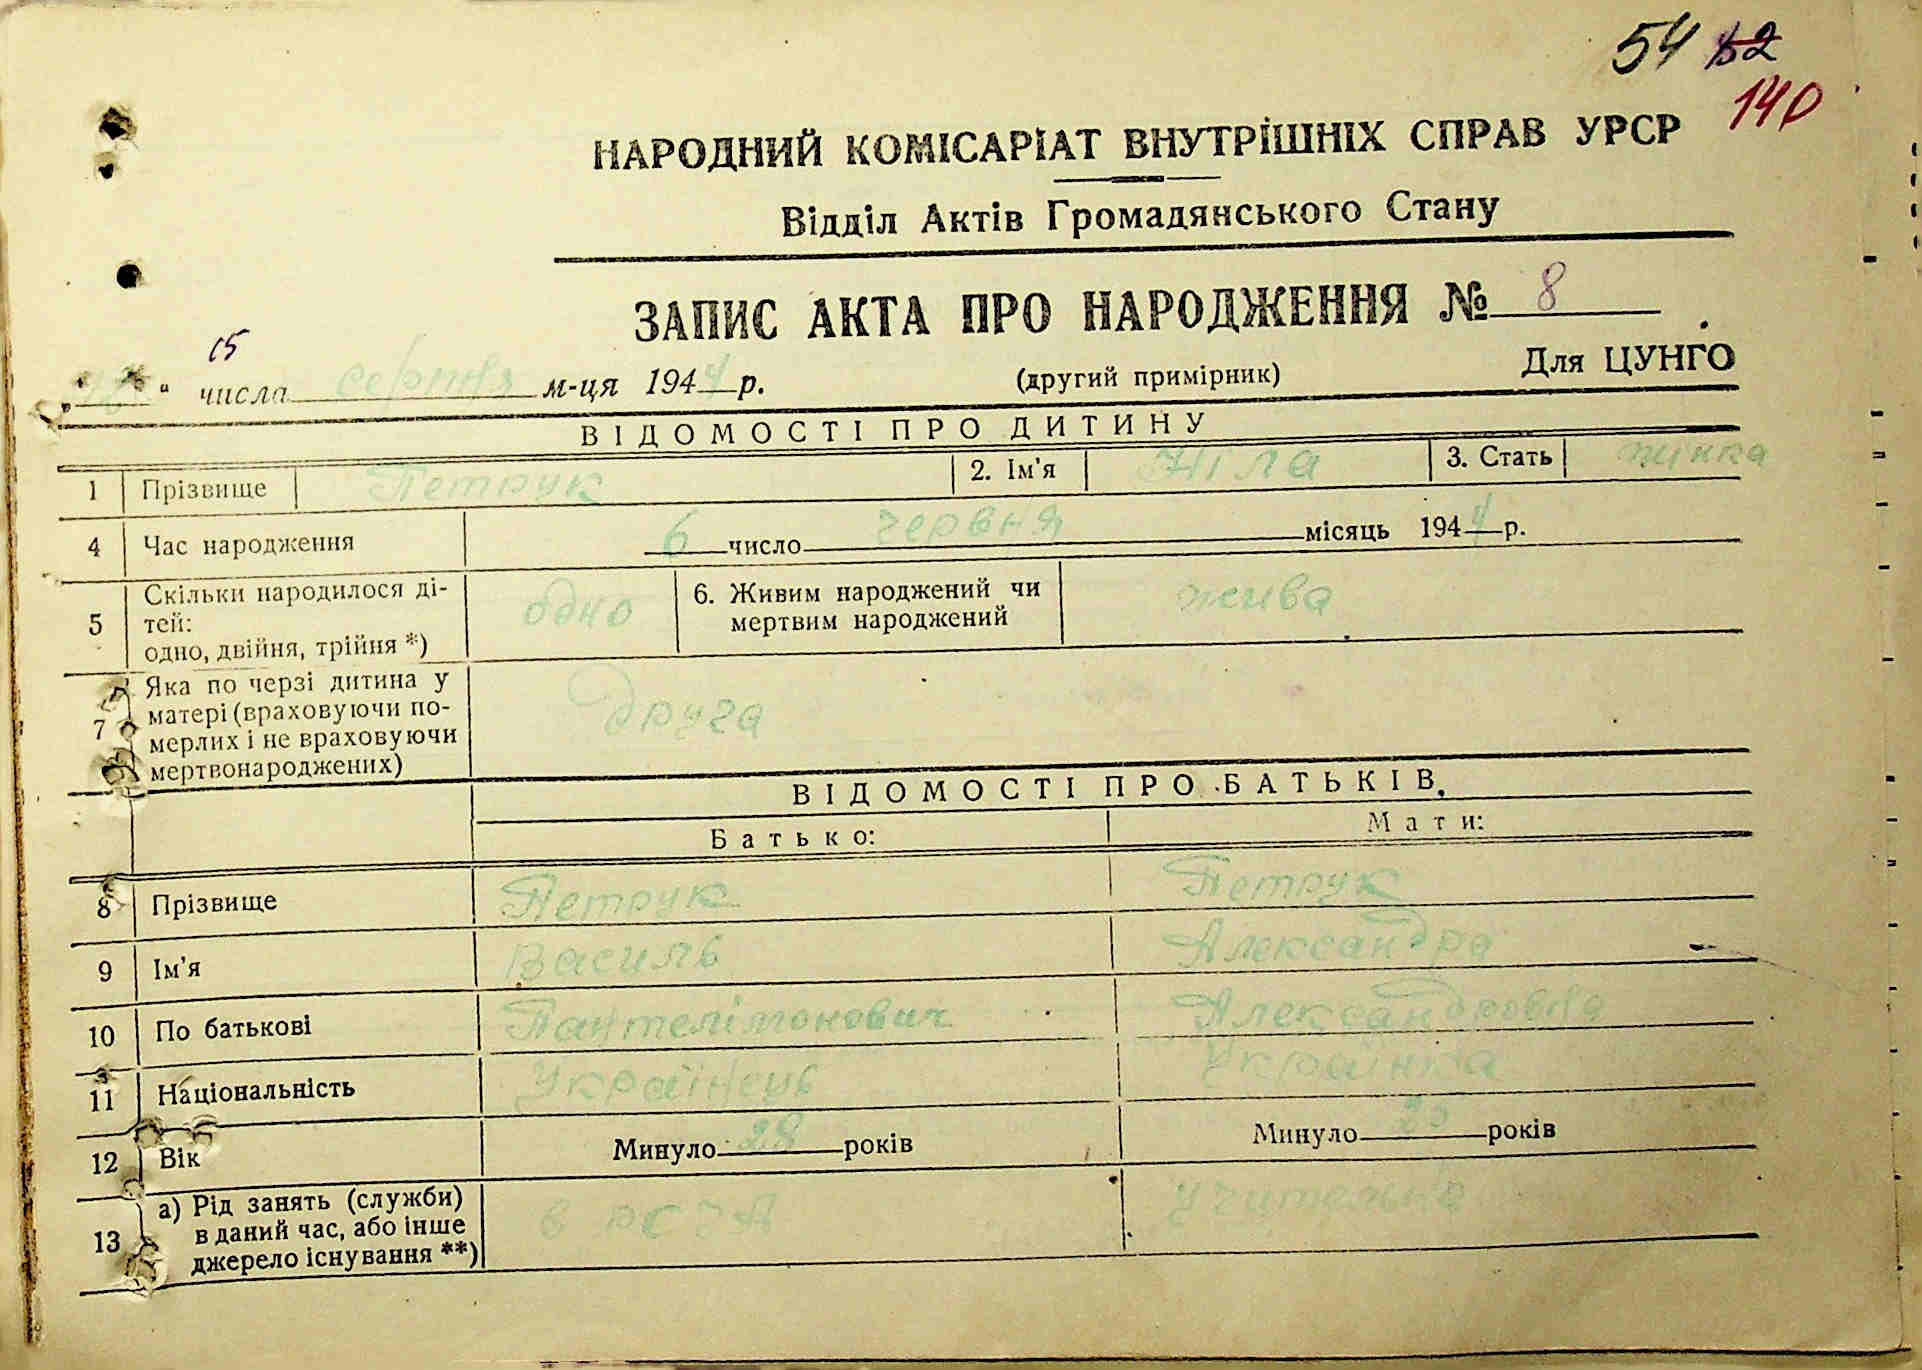 54 52
140
НАРОДНИЙ КОМІСАРІАТ ВНУТРІШНІХ СПРАВ УРСР
Відділ Актів Громадянського Стану
ЗАПИС АКТА ПРО НАРОДЖЕННЯ № 8
15
„ “ числа серпня м-ця 1944 р. (другий примірник) Для ЦУНГО
ВІДОМОСТІ ПРО ДИТИНУ
1 Прізвище Петрук 2. Ім'я Ніла 3. Стать жінка
4 Час народження 6 число червня місяць 1944 р.
5 Скільки народилося ді-
тей:
одно, двійня, трійня *) одно 6. Живим народжений чи
мертвим народжений жива
7 Яка по черзі дитина у
матері (враховуючи по-
мерлих і не враховуючи
мертвонароджених) друга
ВІДОМОСТІ ПРО БАТЬКІВ
Батько: Мати:
8 Прізвище Петрук Петрук
9 Ім'я Василь Александра
10 По батькові Пантелімонович Александровна
11 Національність Українець Українка
12 Вік Минуло 28 років Минуло років
13 а) Рід занять (служби)
в даний час, або інше
джерело існування **) в РСЧА учителька